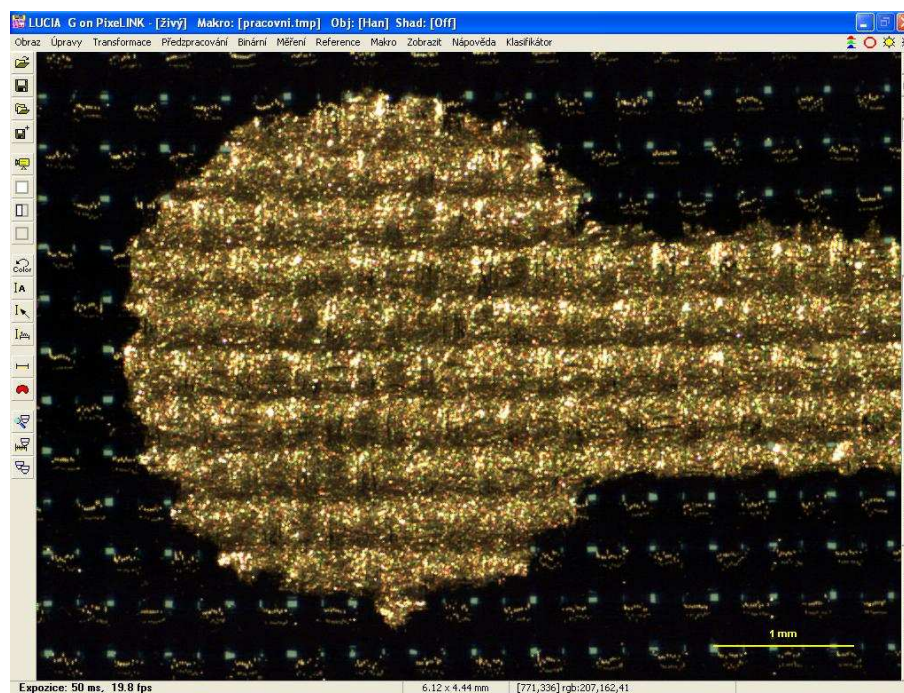 LUCIA G on PixeLINK - [živý] Makro: [pracovni.tmp] Obj: [Han] Shad: [Off]
Obraz Úpravy Transformace Předzpracování Binární Měření Reference Makro Zobrazit Nápověda Klasifikátor
Color
A
1 mm
Expozice: 50 ms, 19.8 fps 6.12 x 4.44 mm [771,336] rgb:207,162,41